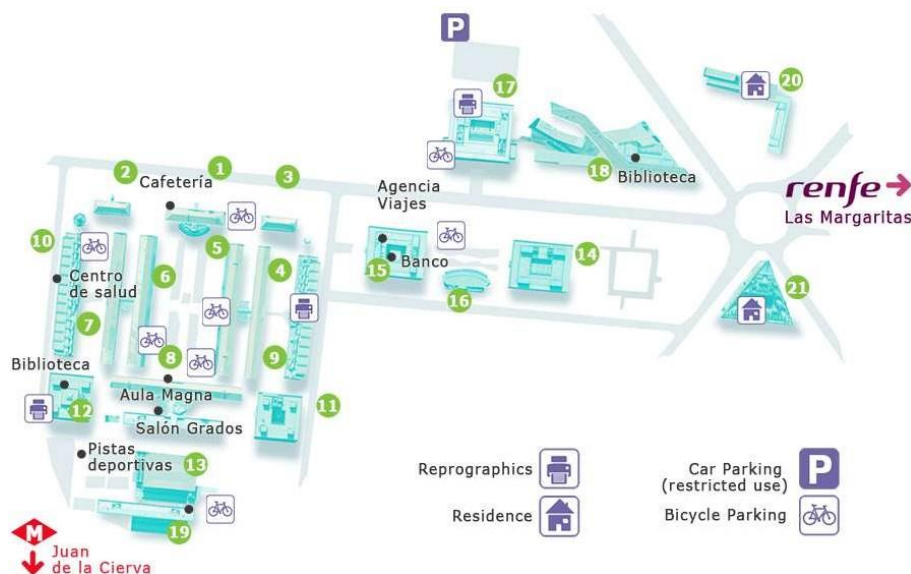 P
17
20
1
2
3
Cafetería
18
Biblioteca
renfe
Las Margaritas
Agencia
Viajes
10
5
4
6
Banco
14
15
16
21
Centro
de salud
7
8
9
Biblioteca
Aula Magna
11
12
Salón Grados
Pistas
deportivas
13
19
M
Juan
de la Cierva
Reprographics
Residence
Car Parking
(restricted use)
P
Bicycle Parking